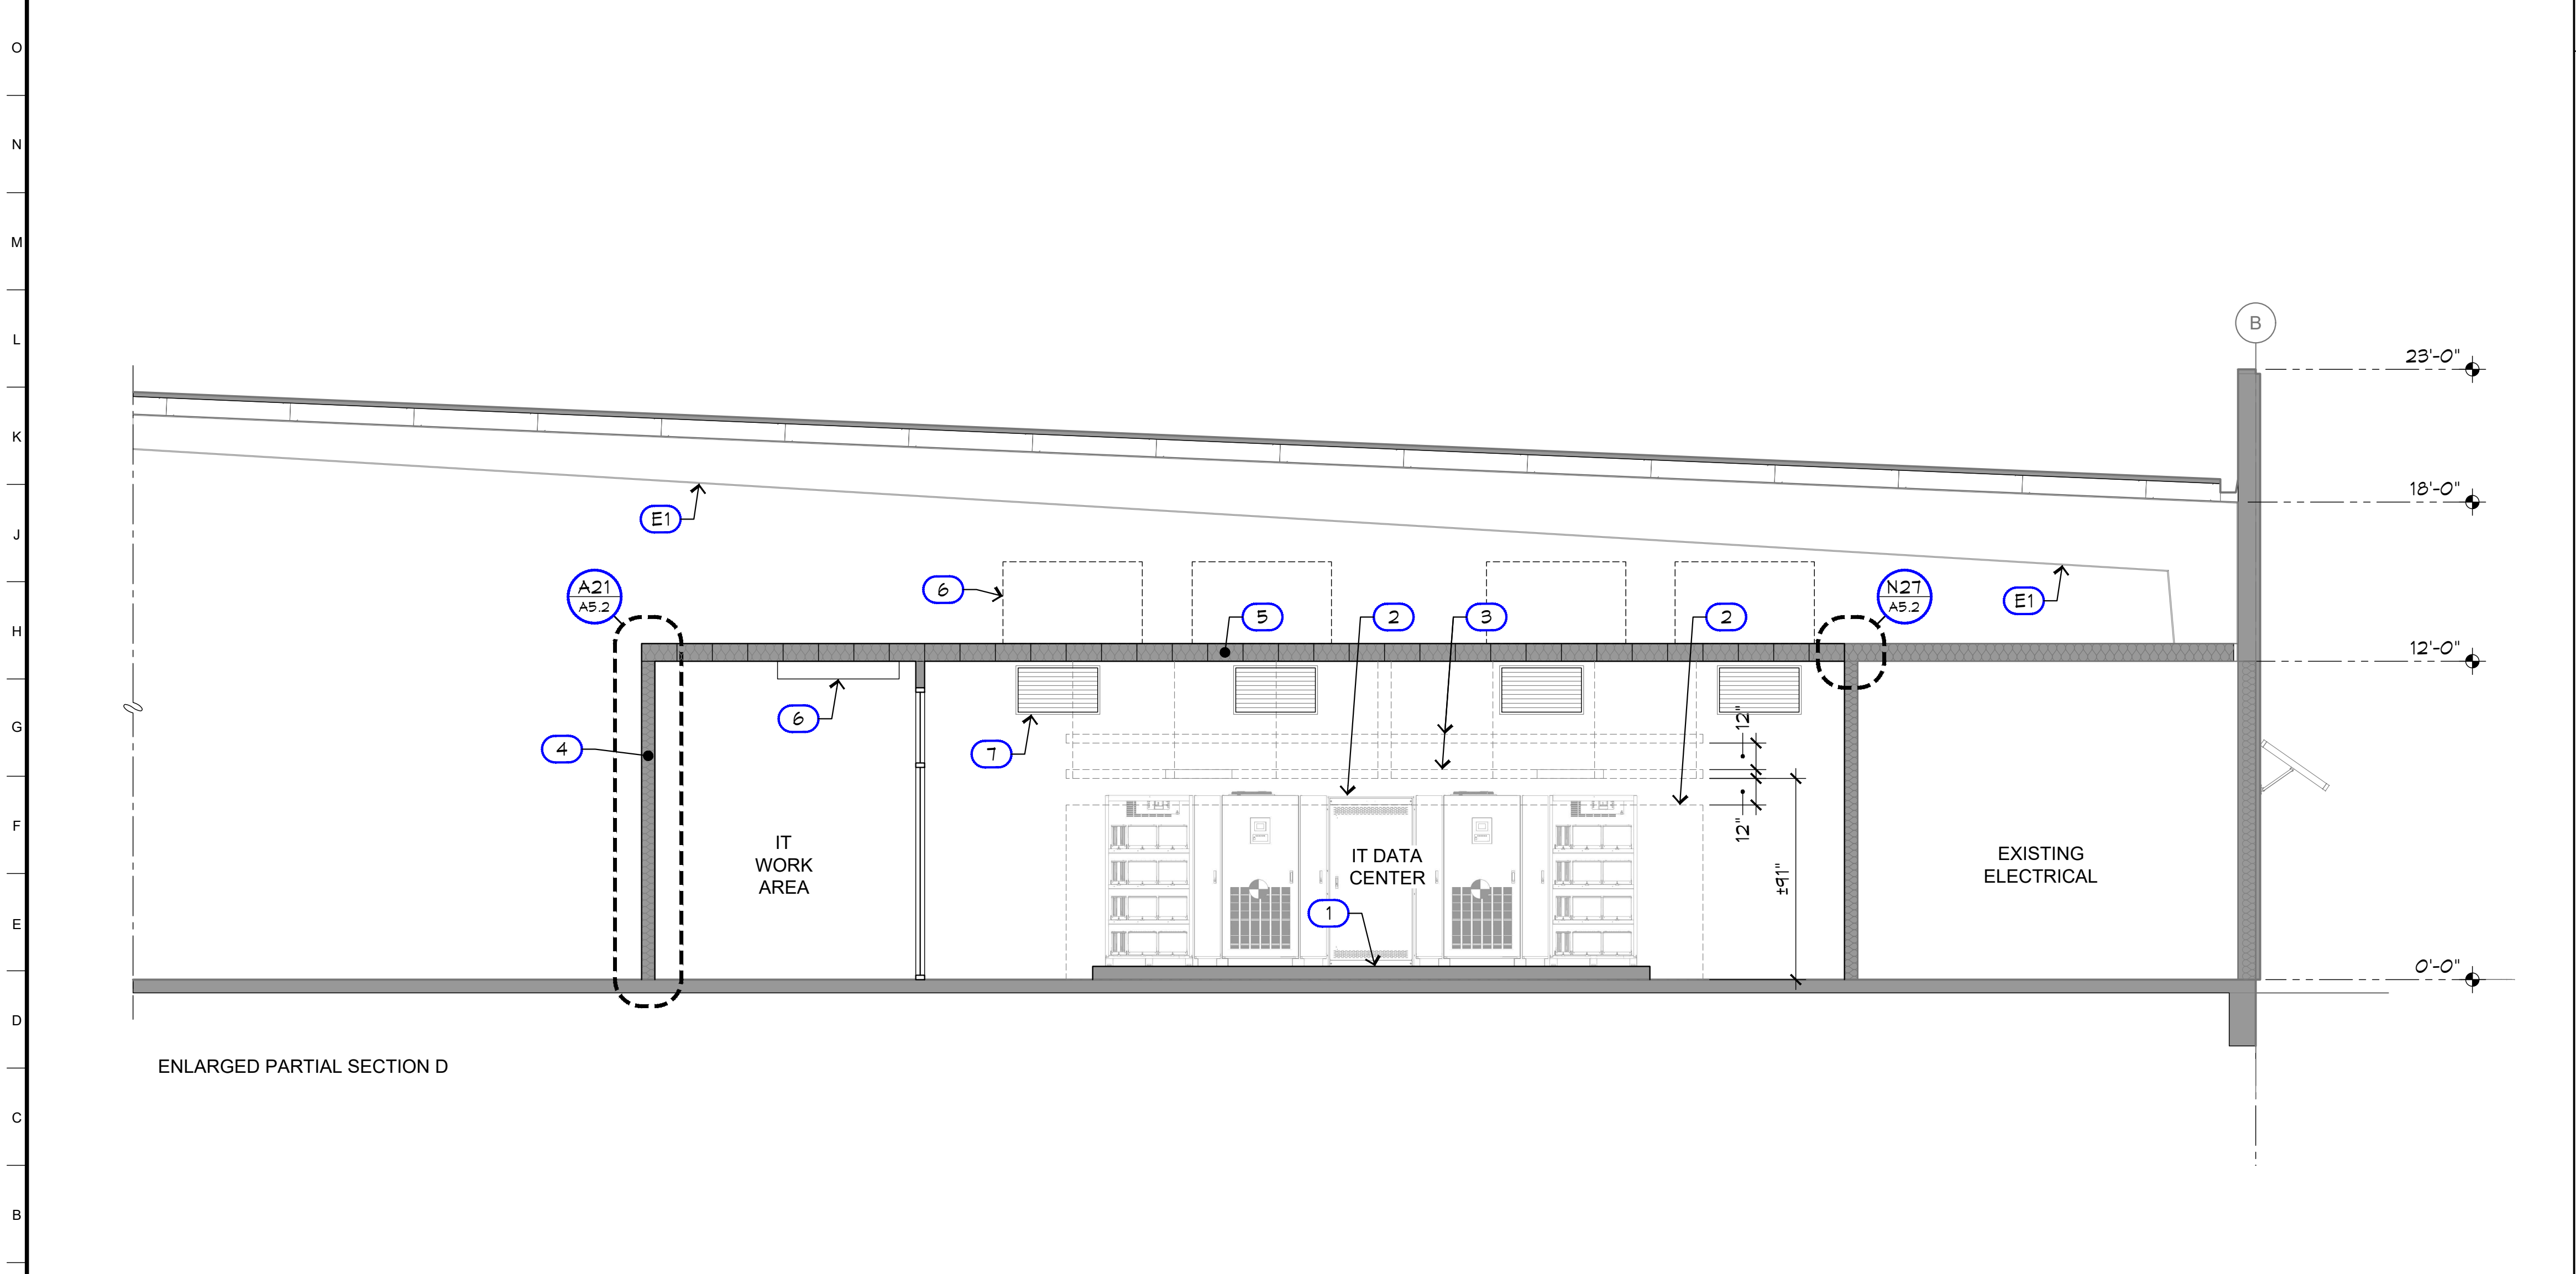 O
N
M
L
K
J
H
G
F
E
D
C
B
B
23'-0"
18'-0"
12'-0"
0'-0"
E1
E1
A21
A5.2
N27
A5.2
6
5
2
3
2
4
6
7
12"
12"
±91"
IT
WORK
AREA
IT DATA
CENTER
1
EXISTING
ELECTRICAL
ENLARGED PARTIAL SECTION D